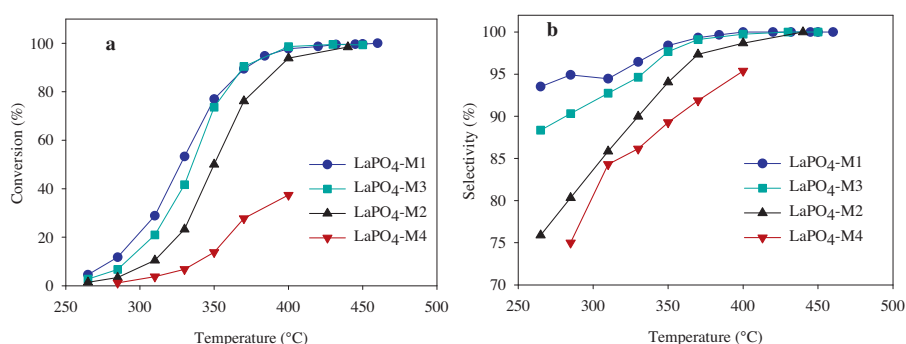 a
Conversion (%)
100
80
60
40
20
0
LaPO4-M1
LaPO4-M3
LaPO4-M2
LaPO4-M4
250 300 350 400 450 500
Temperature (°C)
b
Selectivity (%)
100
95
90
85
80
75
70
LaPO4-M1
LaPO4-M3
LaPO4-M2
LaPO4-M4
250 300 350 400 450 500
Temperature (°C)